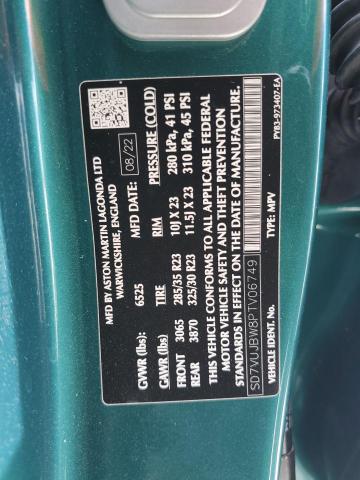 MFD BY ASTON MARTIN LAGONDA LTD
WARWICKSHIRE, ENGLAND
MFD DATE: 08/22
GVWR (lbs): 6525
GAWR (lbs): TIRE RIM PRESSURE (COLD)
FRONT 3065 285/35 R23 10J X 23 280 kPa, 41 PSI
REAR 3870 325/30 R23 11.5J X 23 310 kPa, 45 PSI
THIS VEHICLE CONFORMS TO ALL APPLICABLE FEDERAL
MOTOR VEHICLE SAFETY AND THEFT PREVENTION
STANDARDS IN EFFECT ON THE DATE OF MANUFACTURE.
SD7VUJBW8PTV06749
VEHICLE IDENT. No. TYPE: MPV PVB3-973407-EA